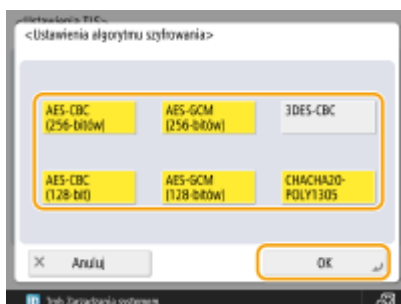 <Ustawienia TLS>
<Ustawienia algorytmu szyfrowania>
AES-CBC
(256-bitów)
AES-GCM
(256-bitów)
3DES-CBC
AES-CBC
(128-bit)
AES-GCM
(128-bitów)
CHACHA20-
POLY1305
× Anuluj
OK
Tryb Zarządzania systemem